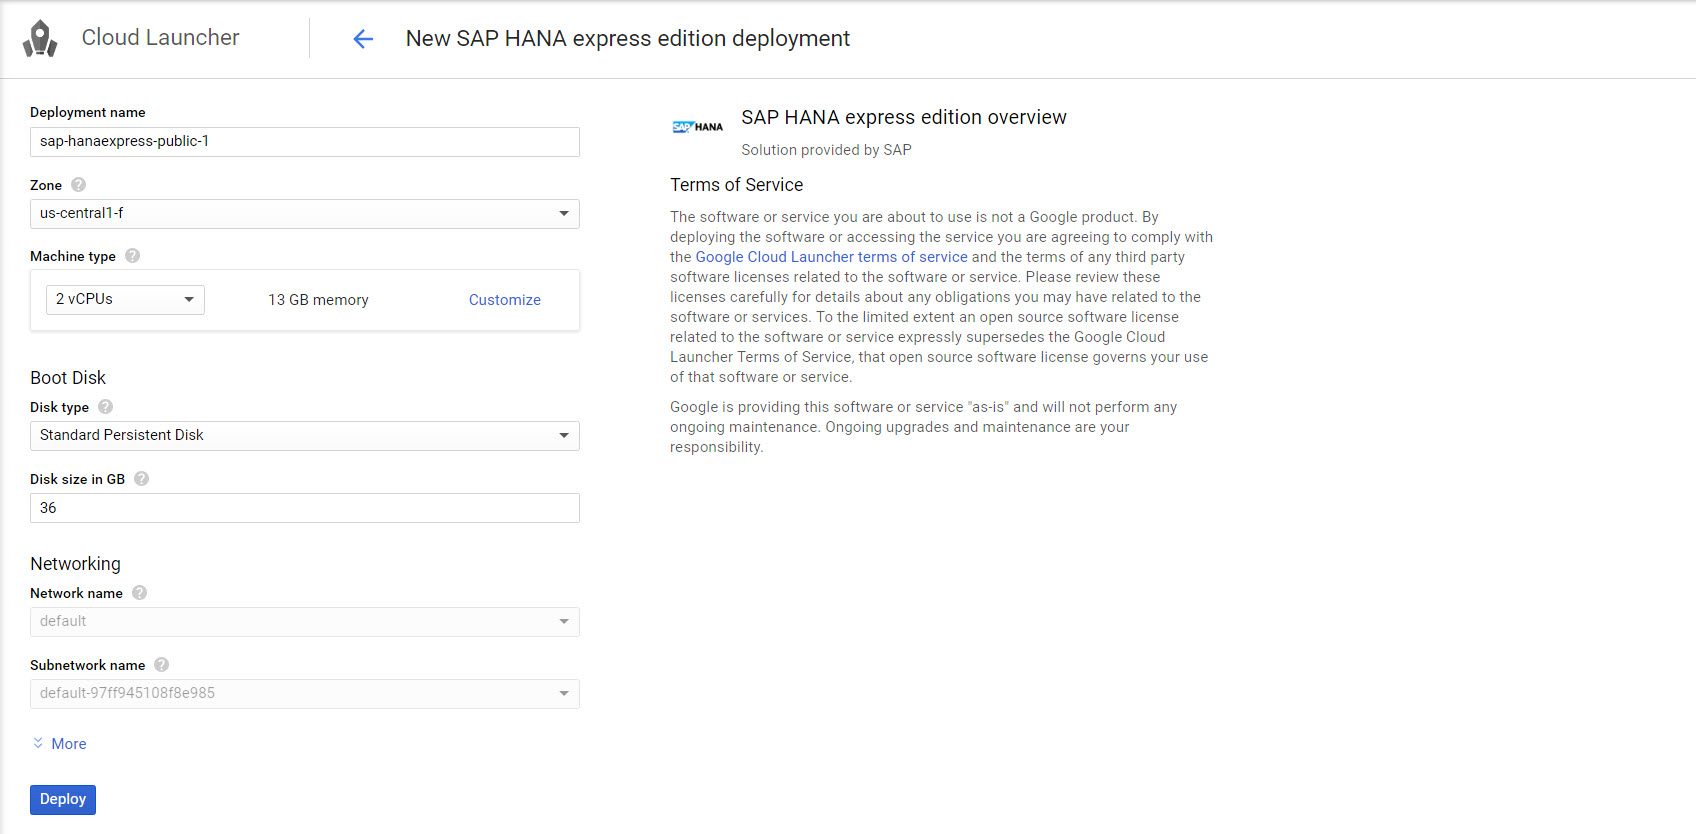 Cloud Launcher
New SAP HANA express edition deployment
Deployment name
sap-hanaexpress-public-1
Zone ?
us-central1-f
Machine type ?
2 vCPUs 13 GB memory Customize
Boot Disk
Disk type ?
Standard Persistent Disk
Disk size in GB ?
36
Networking
Network name ?
default
Subnetwork name ?
default-97ff945108f8e985
More
Deploy
SAP HANA
SAP HANA express edition overview
Solution provided by SAP
Terms of Service
The software or service you are about to use is not a Google product. By
deploying the software or accessing the service you are agreeing to comply with
the Google Cloud Launcher terms of service and the terms of any third party
software licenses related to the software or service. Please review these
licenses carefully for details about any obligations you may have related to the
software or services. To the limited extent an open source software license
related to the software or service expressly supersedes the Google Cloud
Launcher Terms of Service, that open source software license governs your use
of that software or service.
Google is providing this software or service "as-is" and will not perform any
ongoing maintenance. Ongoing upgrades and maintenance are your
responsibility.